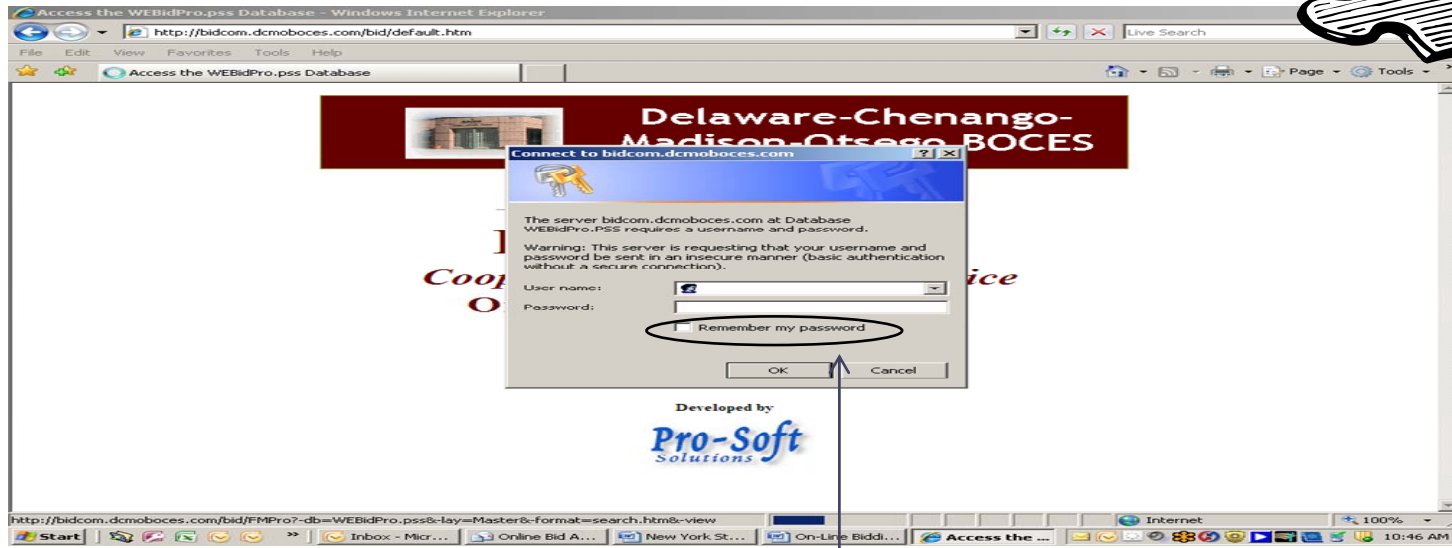 Access the WEBidPro.pss Database - Windows Internet Explorer
http://bidcom.dcmoboces.com/bid/default.htm
Live Search
File Edit View Favorites Tools Help
Access the WEBidPro.pss Database
Page Tools
Delaware-Chenango-
Madison-Otsego BOCES
Connect to bidcom.dcmoboces.com
The server bidcom.dcmoboces.com at Database
WEBidPro.PSS requires a username and password.
Warning: This server is requesting that your username and
password be sent in an insecure manner (basic authentication
without a secure connection).
User name:
Password:
Remember my password
OK Cancel
Developed by
Pro-Soft
Solutions
http://bidcom.dcmoboces.com/bid/FMPro?-db=WEBidPro.pss&-lay=Master&-format=search.htm&-view
Internet 100%
Start Inbox - Micr... Online Bid A... New York St... On-Line Biddi... Access the ... 10:46 AM